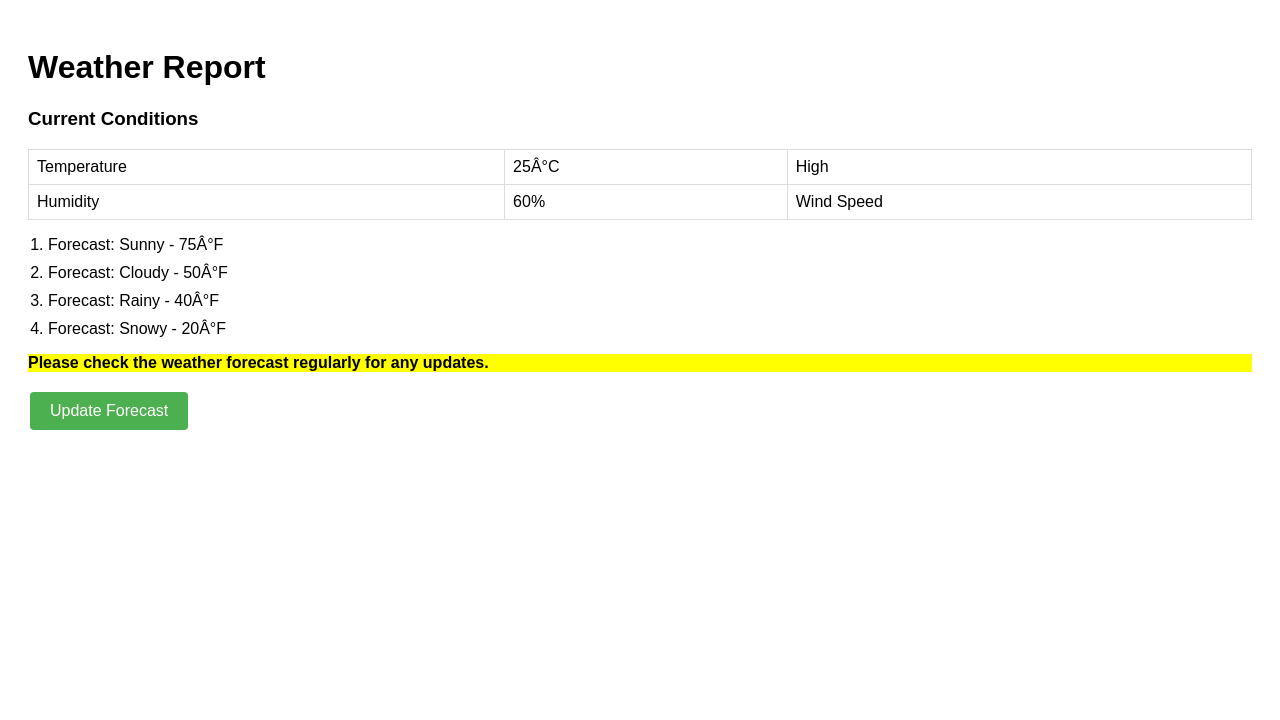 Weather Report
Current Conditions
Temperature 25Â°C High
Humidity 60% Wind Speed
1. Forecast: Sunny - 75Â°F
2. Forecast: Cloudy - 50Â°F
3. Forecast: Rainy - 40Â°F
4. Forecast: Snowy - 20Â°F
Please check the weather forecast regularly for any updates.
Update Forecast